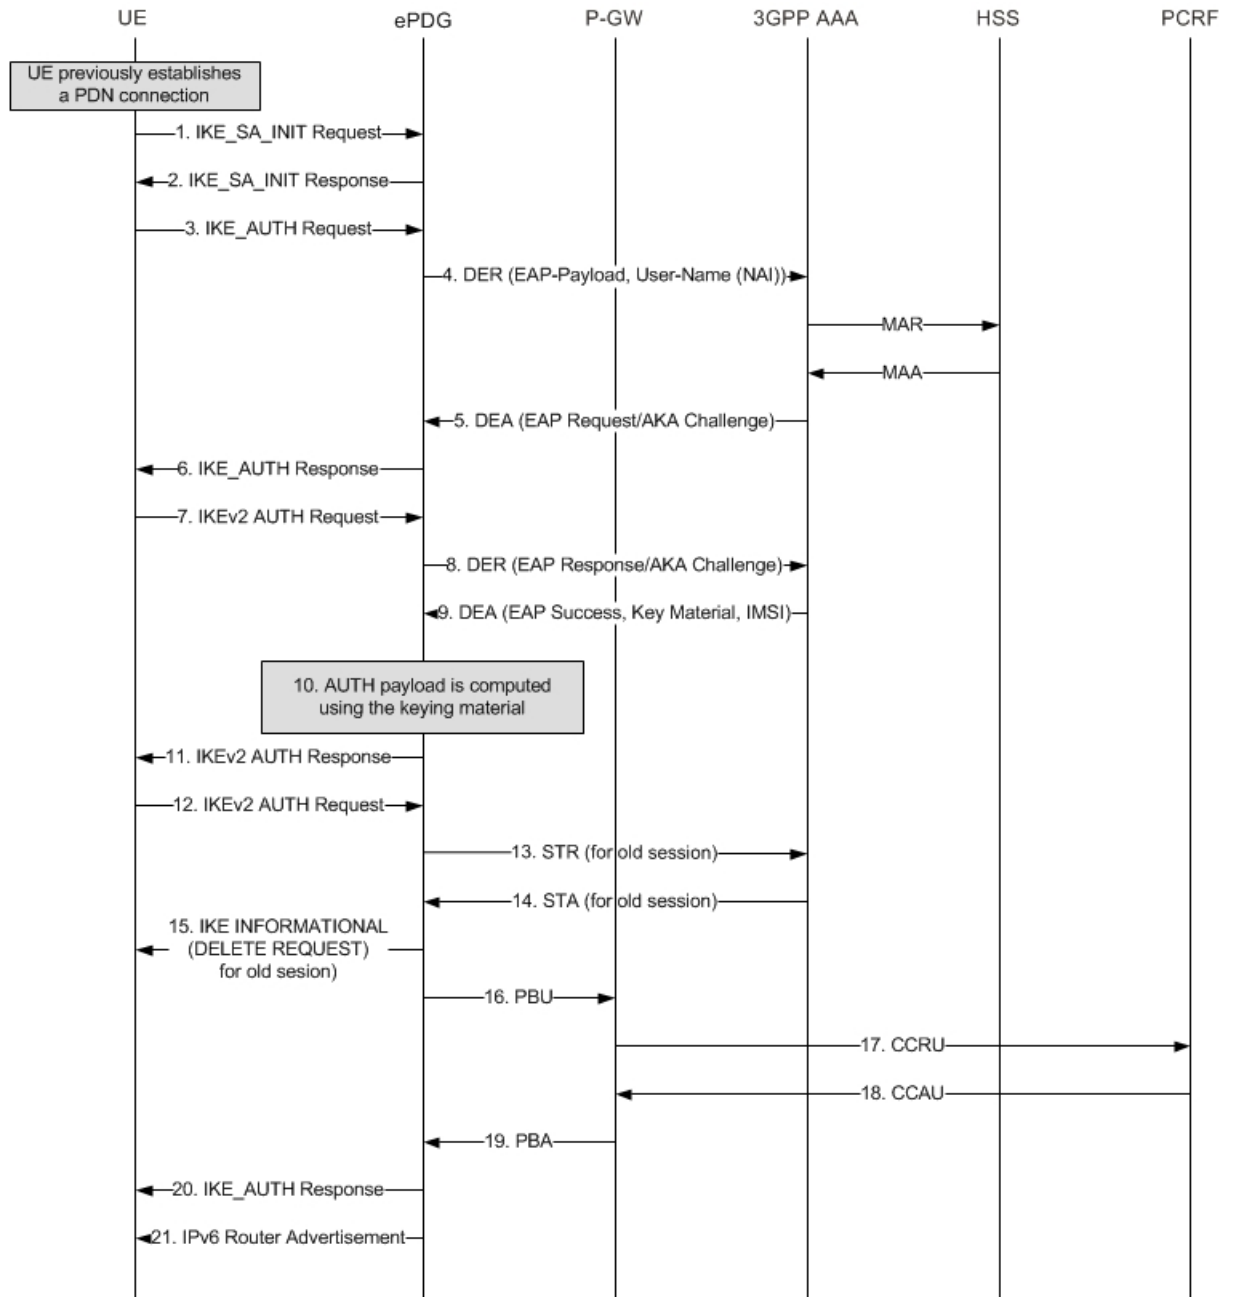 UE ePDG P-GW 3GPP AAA HSS PCRF
UE previously establishes
a PDN connection
1. IKE_SA_INIT Request
2. IKE_SA_INIT Response
3. IKE_AUTH Request
4. DER (EAP-Payload, User-Name (NAI))
MAR
MAA
5. DEA (EAP Request/AKA Challenge)
6. IKE_AUTH Response
7. IKEv2 AUTH Request
8. DER (EAP Response/AKA Challenge)
9. DEA (EAP Success, Key Material, IMSI)
10. AUTH payload is computed
using the keying material
11. IKEv2 AUTH Response
12. IKEv2 AUTH Request
13. STR (for old session)
14. STA (for old session)
15. IKE INFORMATIONAL
(DELETE REQUEST)
for old sesion)
16. PBU
17. CCRU
18. CCAU
19. PBA
20. IKE_AUTH Response
21. IPv6 Router Advertisement